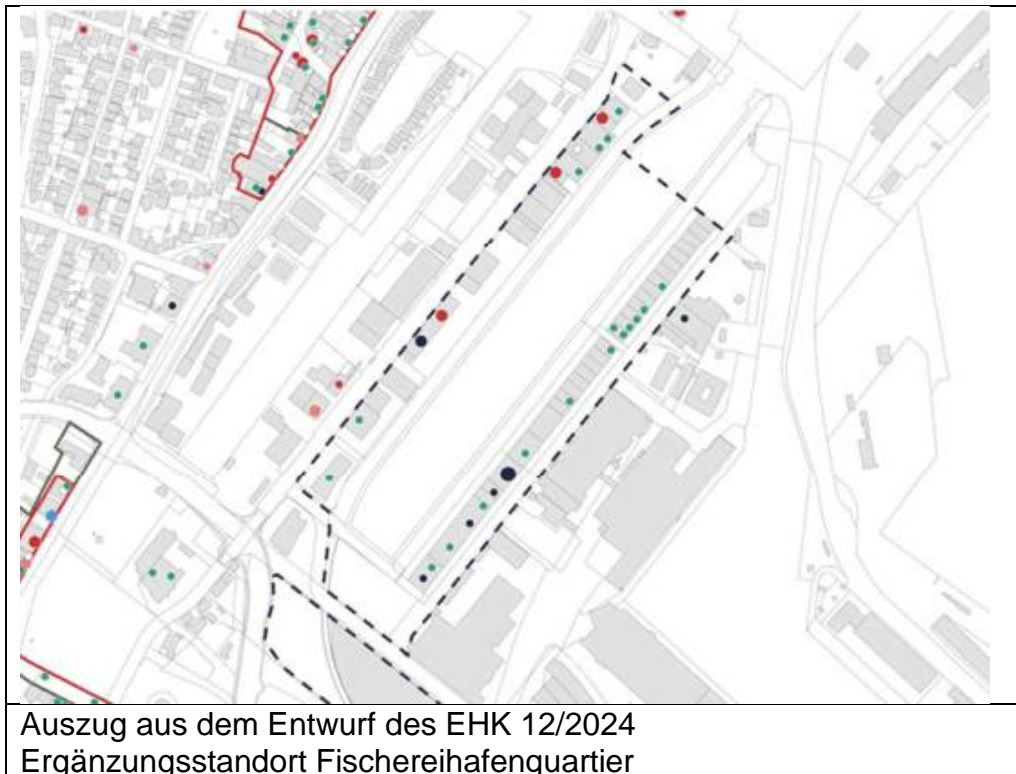 Auszug aus dem Entwurf des EHK 12/2024
Ergänzungsstandort Fischereihafenquartier